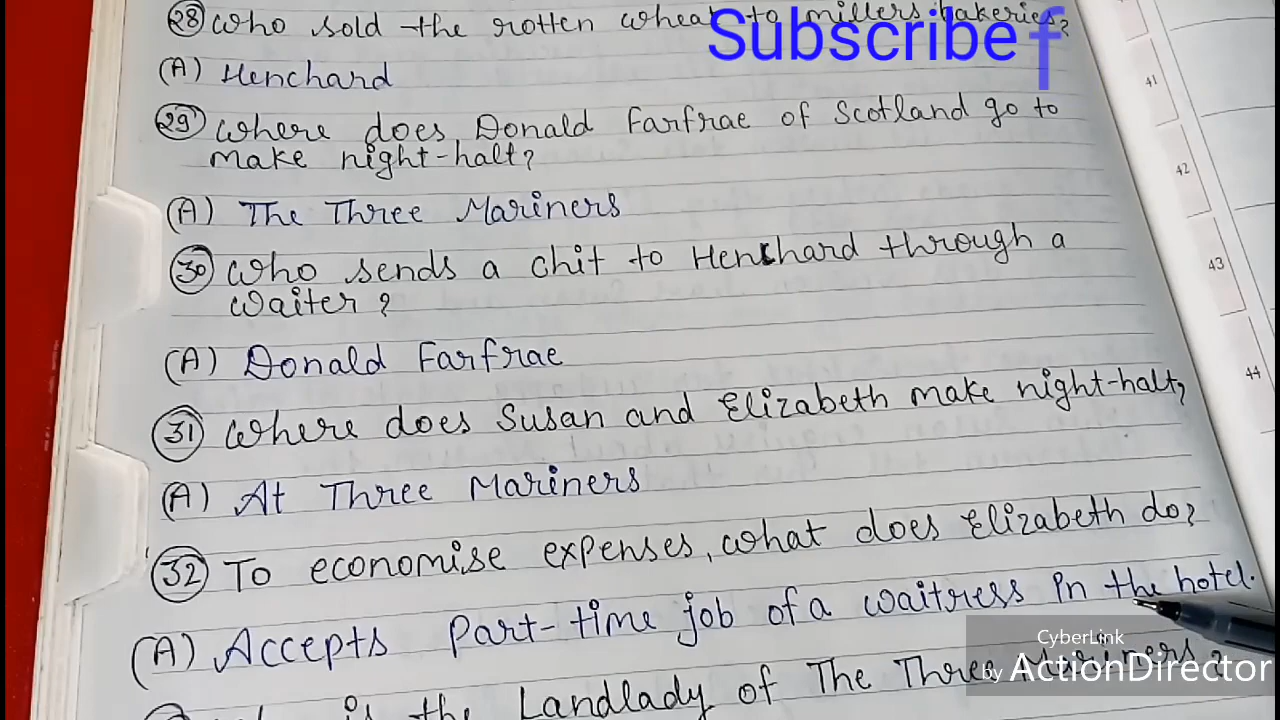 28 Who sold the rotten wheat to millers, bakeries?
Subscribe f
(A) Henchard
29 Where does Donald Farfrae of Scotland go to
make night-halt?
(A) The Three Mariners
30 Who sends a chit to Henchard through a
waiter?
(A) Donald Farfrae
31 Where does Susan and Elizabeth make night-halt?
(A) At Three Mariners
32 To economise expenses, what does Elizabeth do?
(A) Accepts part-time job of a waitress in the hotel.
is the Landlady of The Three Mariners?
CyberLink
by ActionDirector
41
42
43
44